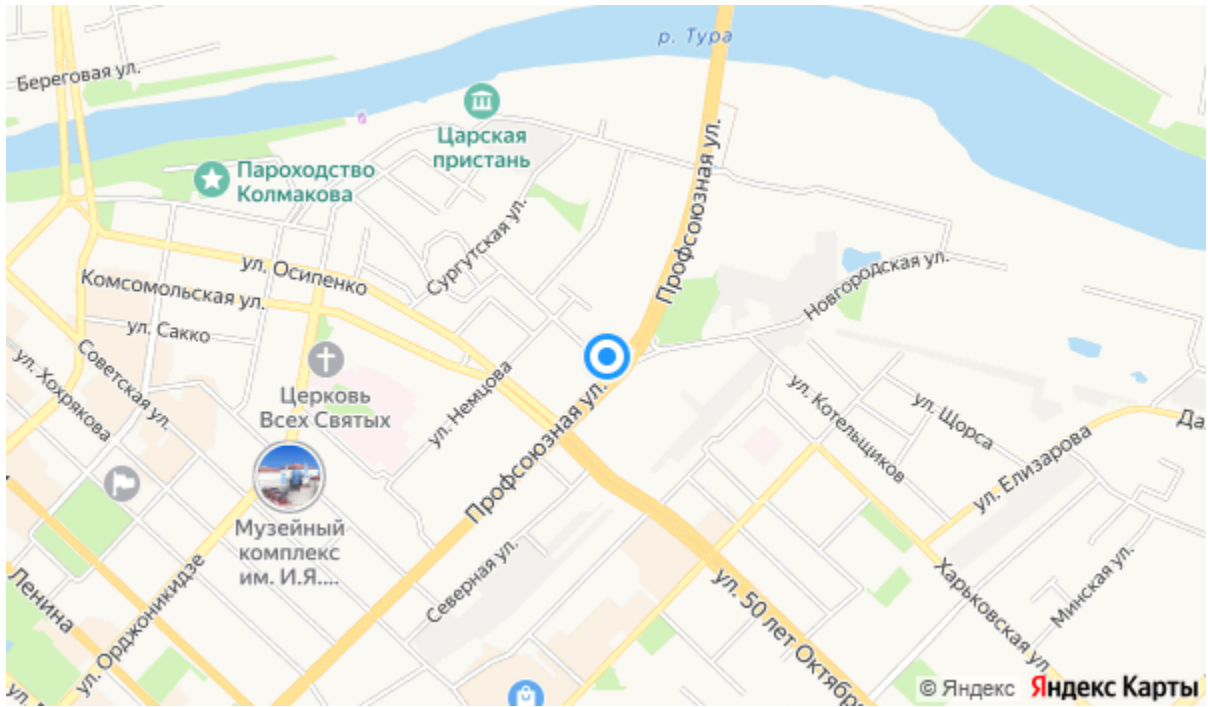 р. Тура
Береговая ул.
Царская
пристань
Пароходство
Колмакова
Профсоюзная ул.
Сургутская ул.
ул. Осипенко
Новгородская ул.
Комсомольская ул.
ул. Сакко
Советская ул.
ул. Хохрякова
Церковь
Всех Святых
ул. Немцова
ул. Котельщиков
ул. Щорса
ул. Елизарова
Профсоюзная ул.
Музейный
комплекс
им. И.Я....
Северная ул.
Ленина
ул. Орджоникидзе
ул. 50 лет Октябр
Харьковская ул.
Минская ул.
© Яндекс Яндекс Карты